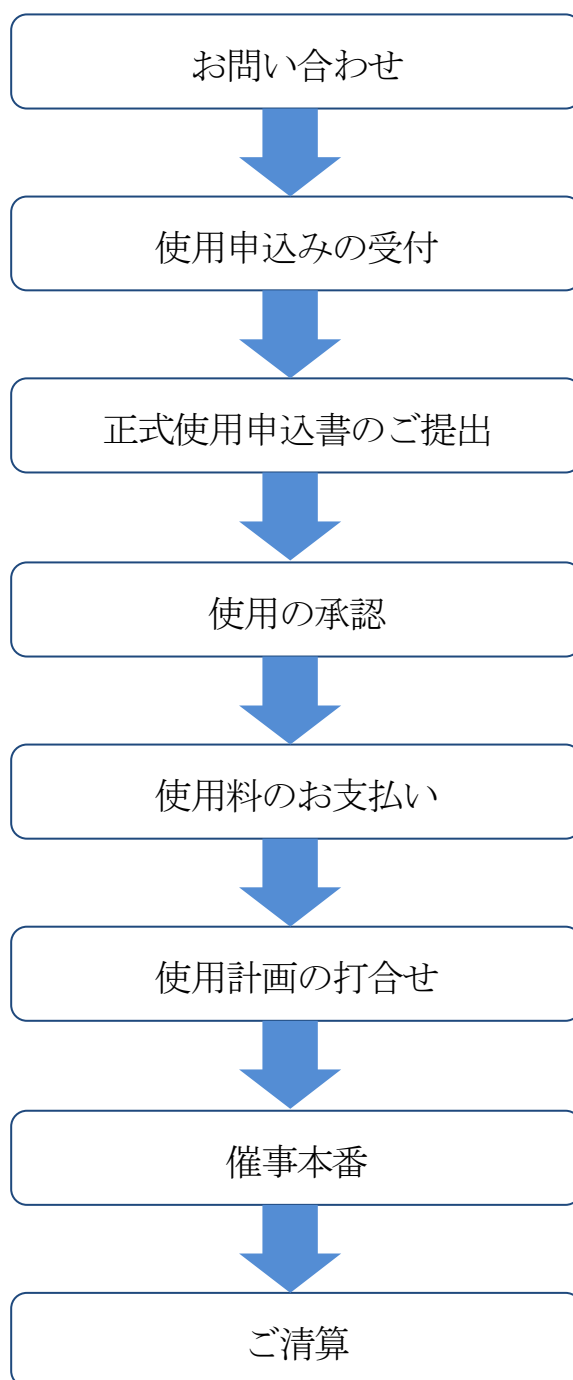 お問い合わせ
使用申込みの受付
正式使用申込書のご提出
使用の承認
使用料のお支払い
使用計画の打合せ
催事本番
ご清算